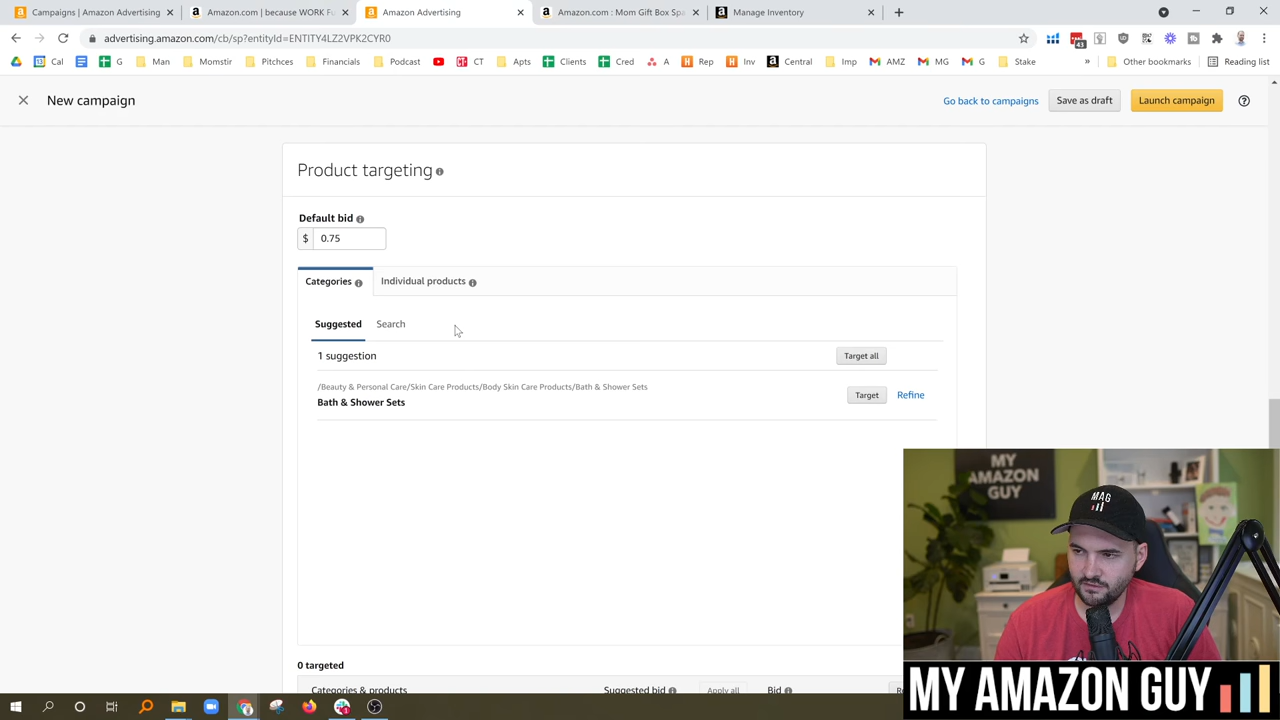 Campaigns | Amazon Advertising
Amazon.com | because WORK Fu
Amazon Advertising
Amazon.com : Mom Gift Box Spa
Manage Inventory
advertising.amazon.com/cb/sp?entityId=ENTITY4LZ2VPK2CYR0
43
Cal
G
Man
Momstir
Pitchces
Financials
Podcast
CT
Apts
Clients
Cred
A
Rep
Inv
Central
Imp
AMZ
MG
G
Stake
»
Other bookmarks
Reading list
New campaign
Go back to campaigns
Save as draft
Launch campaign
Product targeting
Default bid
$ 0.75
Categories
Individual products
Suggested
Search
1 suggestion
Target all
/Beauty & Personal Care/Skin Care Products/Body Skin Care Products/Bath & Shower Sets
Bath & Shower Sets
Target
Refine
0 targeted
Categories & products
Suggested bid
Apply all
Bid
MY
AMAZON
GUY
MAG
MY AMAZON GUY